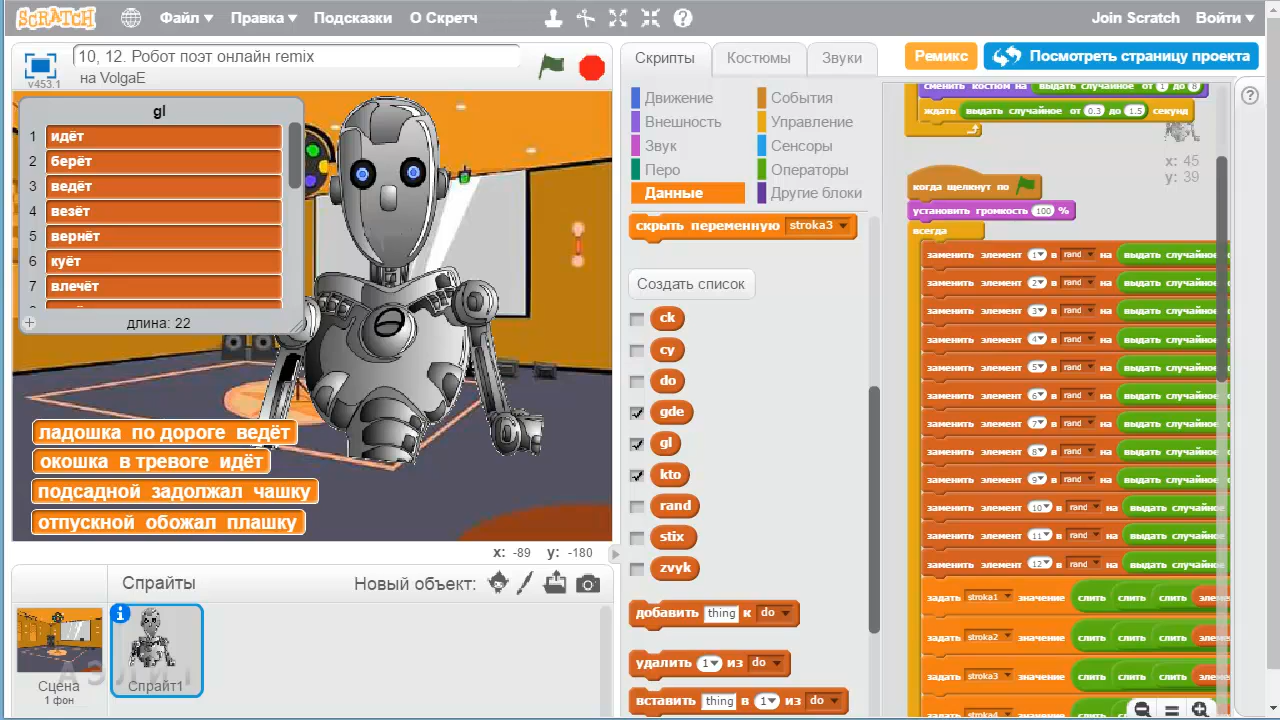 SCRATCH Файл Правка Подсказки О Скретч Join Scratch Войти
v453.1
10, 12. Робот поэт онлайн remix
на VolgaE
gl
1 идёт
2 берёт
3 ведёт
4 везёт
5 вернёт
6 куёт
7 влечёт
длина: 22
ладошка по дороге ведёт
окошка в тревоге идёт
подсадной задолжал чашку
отпускной обожал плашку
x: -89 y: -180
Спрайты Новый объект:
Сцена
1 фон
Спрайт1
Скрипты Костюмы Звуки
Движение События
Внешность Управление
Звук Сенсоры
Перо Операторы
Данные Другие блоки
скрыть переменную stroka3
Создать список
ck
cy
do
gde
gl
kto
rand
stix
zvyk
добавить thing к do
удалить 1 из do
вставить thing в 1 из do
Ремикс Посмотреть страницу проекта
сменить костюм на выдать случайное от 1 до 8
ждать выдать случайное от 0.3 до 1.5 секунд
x: 45
y: 39
когда щелкнут по
установить громкость 100 %
всегда
заменить элемент 1 в rand на выдать случайное
заменить элемент 2 в rand на выдать случайное
заменить элемент 3 в rand на выдать случайное
заменить элемент 4 в rand на выдать случайное
заменить элемент 5 в rand на выдать случайное
заменить элемент 6 в rand на выдать случайное
заменить элемент 7 в rand на выдать случайное
заменить элемент 8 в rand на выдать случайное
заменить элемент 9 в rand на выдать случайное
заменить элемент 10 в rand на выдать случайное
заменить элемент 11 в rand на выдать случайное
заменить элемент 12 в rand на выдать случайное
задать stroka1 значение слить слить слить
задать stroka2 значение слить слить слить
задать stroka3 значение слить слить слить